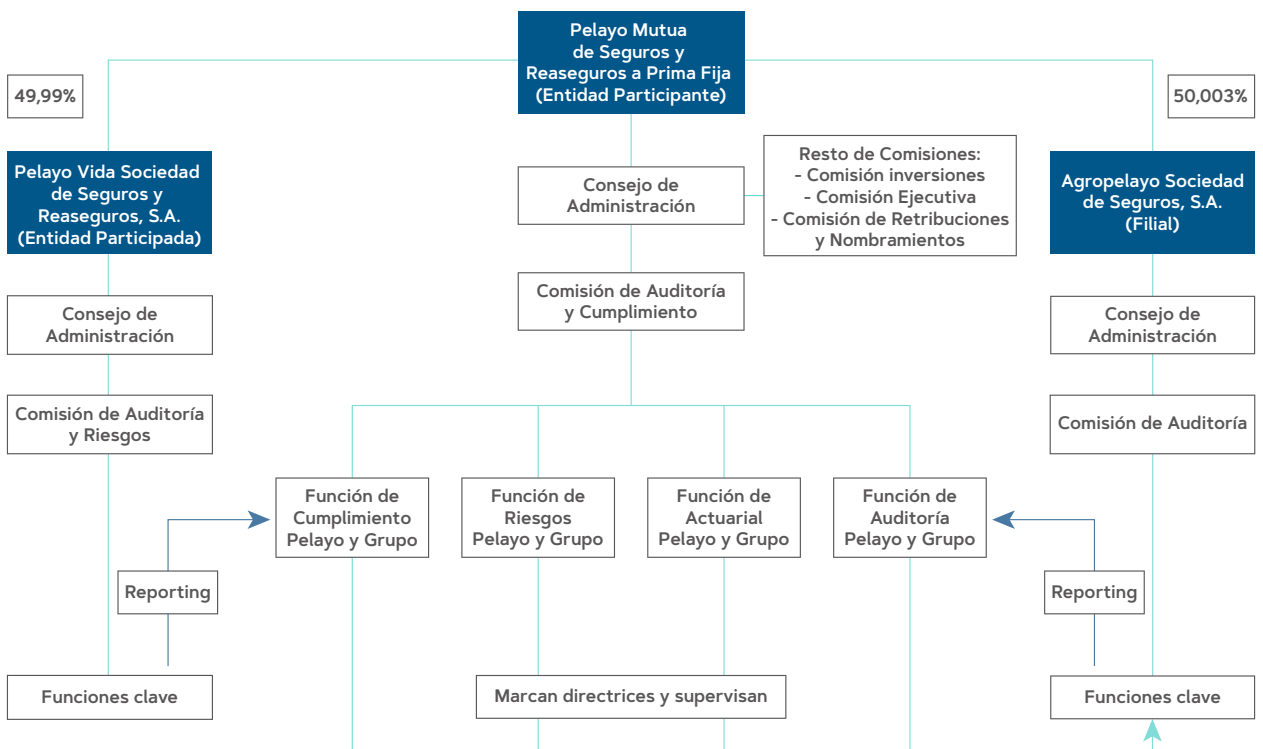 Pelayo Mutua
de Seguros y
Reaseguros a Prima Fija
(Entidad Participante)
49,99%
50,003%
Pelayo Vida Sociedad
de Seguros y
Reaseguros, S.A.
(Entidad Participada)
Consejo de
Administración
Resto de Comisiones:
- Comisión inversiones
- Comisión Ejecutiva
- Comisión de Retribuciones
y Nombramientos
Agropelayo Sociedad
de Seguros, S.A.
(Filial)
Consejo de
Administración
Comisión de Auditoría
y Cumplimiento
Consejo de
Administración
Comisión de Auditoría
y Riesgos
Comisión de Auditoría
Función de
Cumplimiento
Pelayo y Grupo
Función de
Riesgos
Pelayo y Grupo
Función de
Actuarial
Pelayo y Grupo
Función de
Auditoría
Pelayo y Grupo
Reporting
Reporting
Funciones clave
Marcan directrices y supervisan
Funciones clave